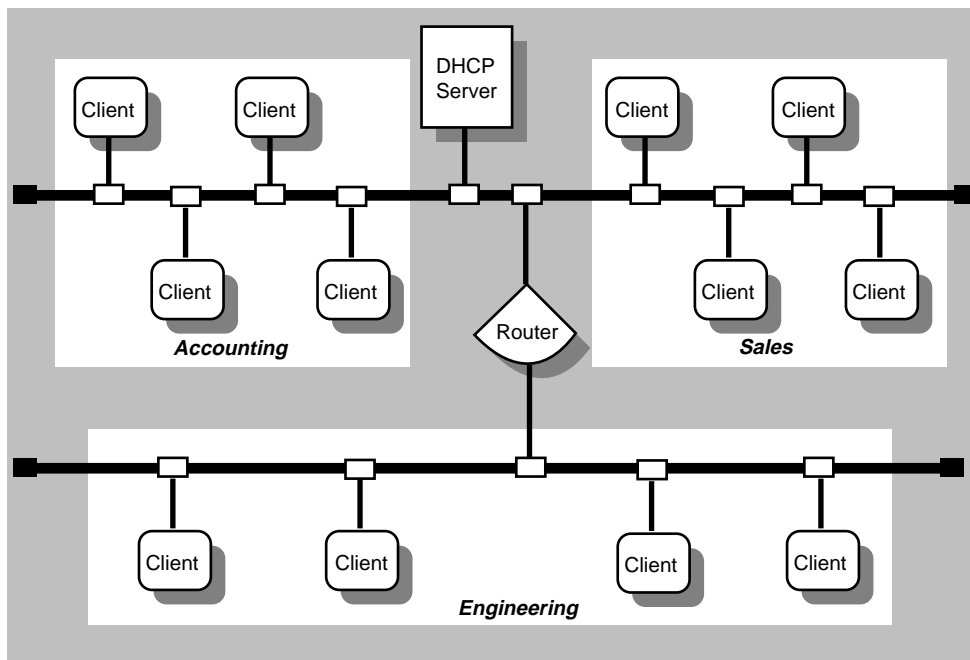 DHCP
Server
Client
Client
Client
Client
Client
Client
Client
Client
Accounting
Router
Sales
Client
Client
Client
Client
Engineering